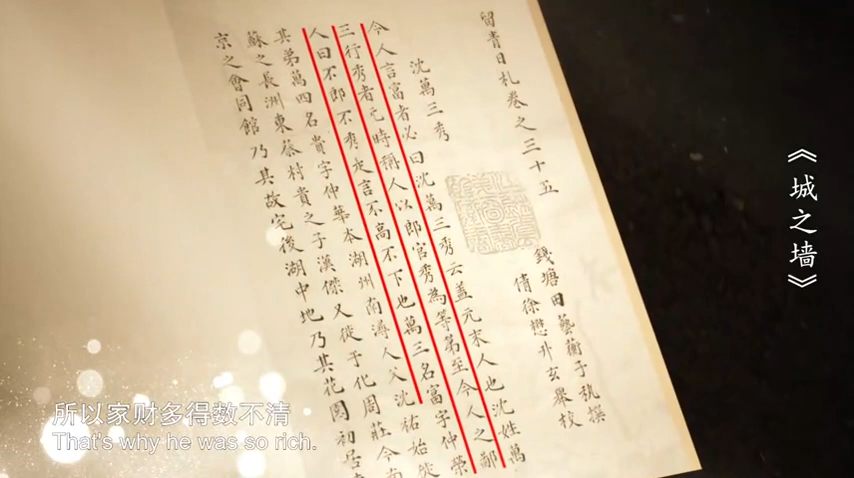 《城之墙》
留青日札卷之三十五
錢塘田藝蘅子蓺撰
倩徐懋升玄舉校
沈萬三秀
今人言富者必曰沈萬三秀云盖元末人也沈姓萬
三行秀者元時稱人以郎官秀為等第至今人之鄙
人曰不郎不秀是言不高不下也萬三名富字仲榮
其弟萬四名貴字仲華本湖州南潯人父沈祐始徙
蘇之長洲東蔡村貴之子漢傑又徙于化周莊今南
京之會同館乃其故宅後湖中地乃其花園初居
所以家财多得数不清
That's why he was so rich.